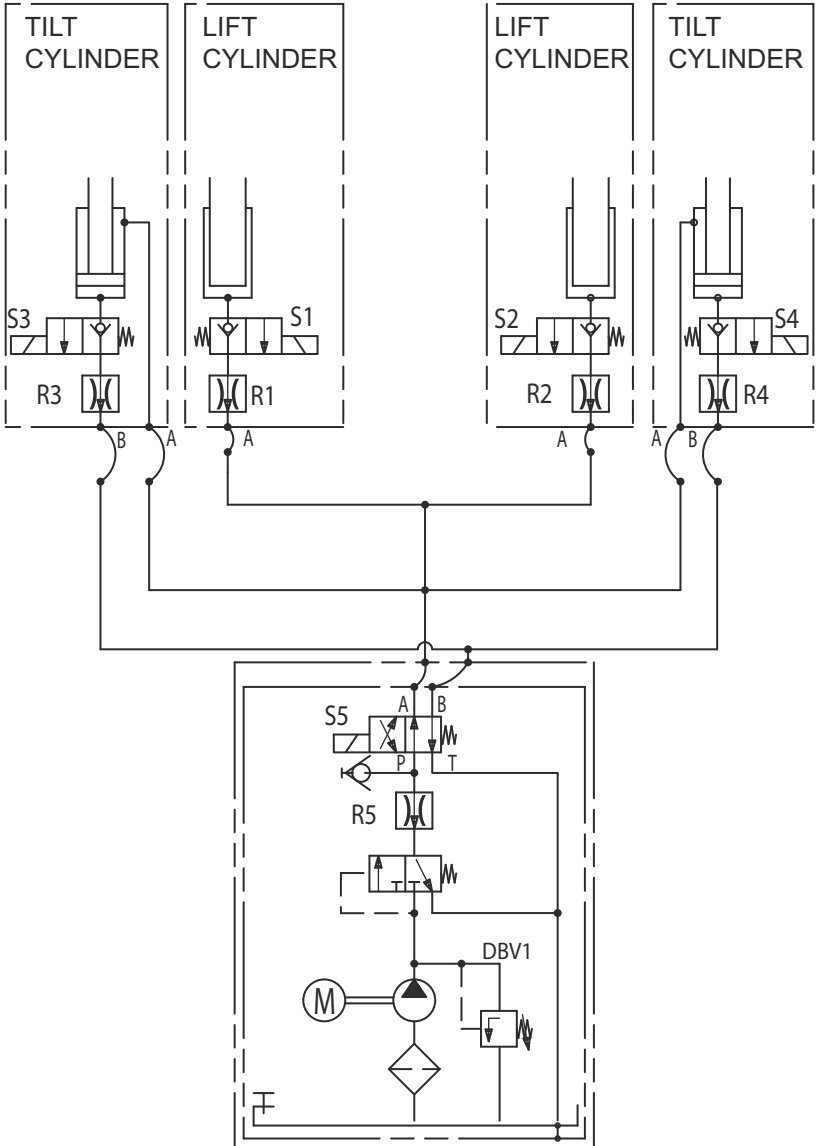 TILT
CYLINDER
LIFT
CYLINDER
LIFT
CYLINDER
TILT
CYLINDER
S3
S1
S2
S4
R3
R1
R2
R4
B
A
A
A
A
B
A
B
S5
P
T
R5
DBV1
M